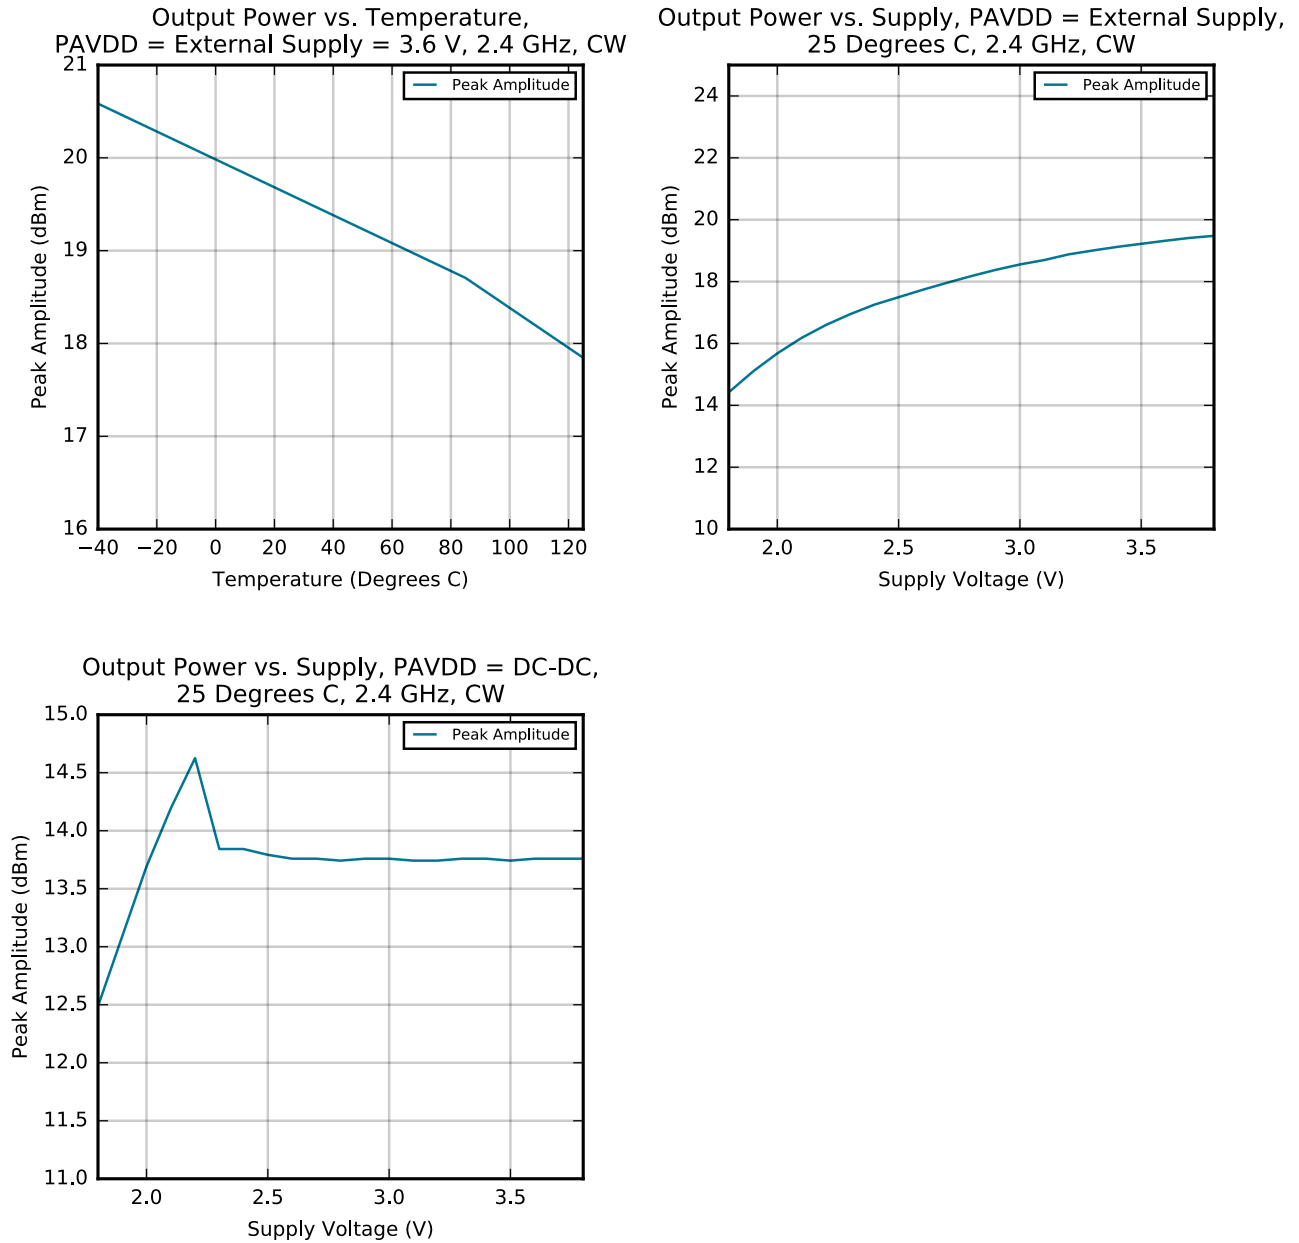 Output Power vs. Temperature,
PAVDD = External Supply = 3.6 V, 2.4 GHz, CW
Peak Amplitude
21
20
19
18
17
16
Peak Amplitude (dBm)
−40 −20 0 20 40 60 80 100 120
Temperature (Degrees C)
Output Power vs. Supply, PAVDD = External Supply,
25 Degrees C, 2.4 GHz, CW
Peak Amplitude
24
22
20
18
16
14
12
10
Peak Amplitude (dBm)
2.0 2.5 3.0 3.5
Supply Voltage (V)
Output Power vs. Supply, PAVDD = DC-DC,
25 Degrees C, 2.4 GHz, CW
Peak Amplitude
15.0
14.5
14.0
13.5
13.0
12.5
12.0
11.5
11.0
Peak Amplitude (dBm)
2.0 2.5 3.0 3.5
Supply Voltage (V)